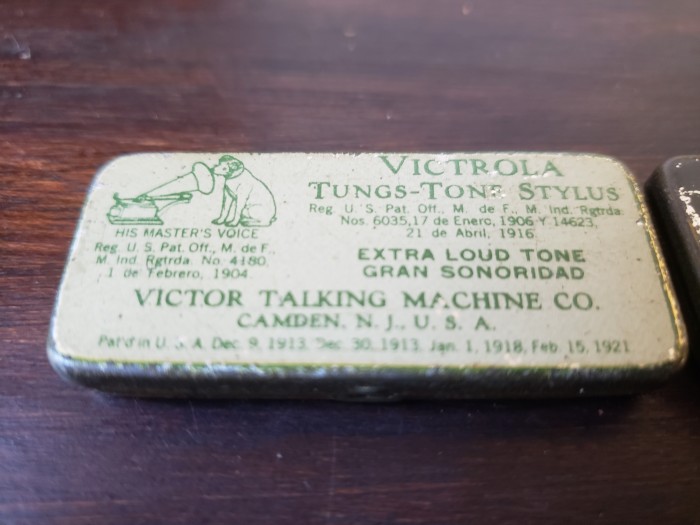 VICTROLA
TUNGS-TONE STYLUS
Reg. U. S. Pat. Off., M. de F., M. Ind. Rgtrda.
Nos. 6035, 17 de Enero, 1906 Y 14623,
21 de Abril, 1916
HIS MASTER'S VOICE
Reg. U. S. Pat. Off., M. de F.
M. Ind. Rgtrda. No. 4180
1 de Febrero, 1904
EXTRA LOUD TONE
GRAN SONORIDAD
VICTOR TALKING MACHINE CO.
CAMDEN, N. J., U. S. A.
Pat'd in U. S. A. Dec. 9, 1913, Dec. 30, 1913, Jan. 1, 1918, Feb. 15, 1921